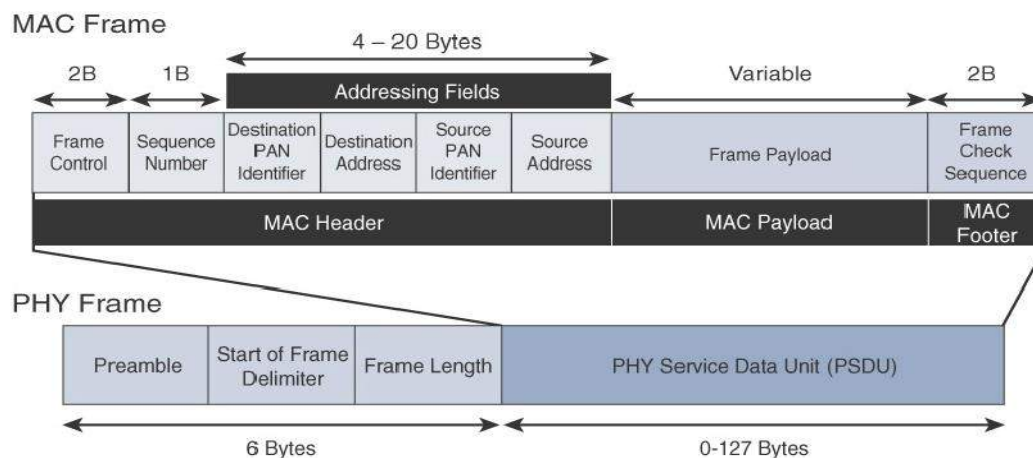 MAC Frame
4 – 20 Bytes
2B
1B
Addressing Fields
Variable
2B
Frame
Control
Sequence
Number
Destination
PAN
Identifier
Destination
Address
Source
PAN
Identifier
Source
Address
Frame Payload
Frame
Check
Sequence
MAC Header
MAC Payload
MAC
Footer
PHY Frame
Preamble
Start of Frame
Delimiter
Frame Length
PHY Service Data Unit (PSDU)
6 Bytes
0-127 Bytes